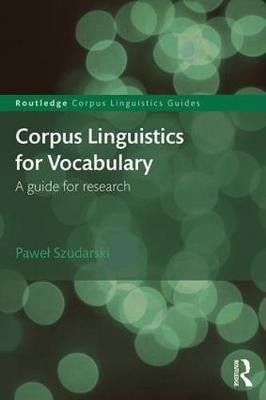 Routledge Corpus Linguistics Guides
Corpus Linguistics
for Vocabulary
A guide for research
Paweł Szudarski
R
ROUTLEDGE